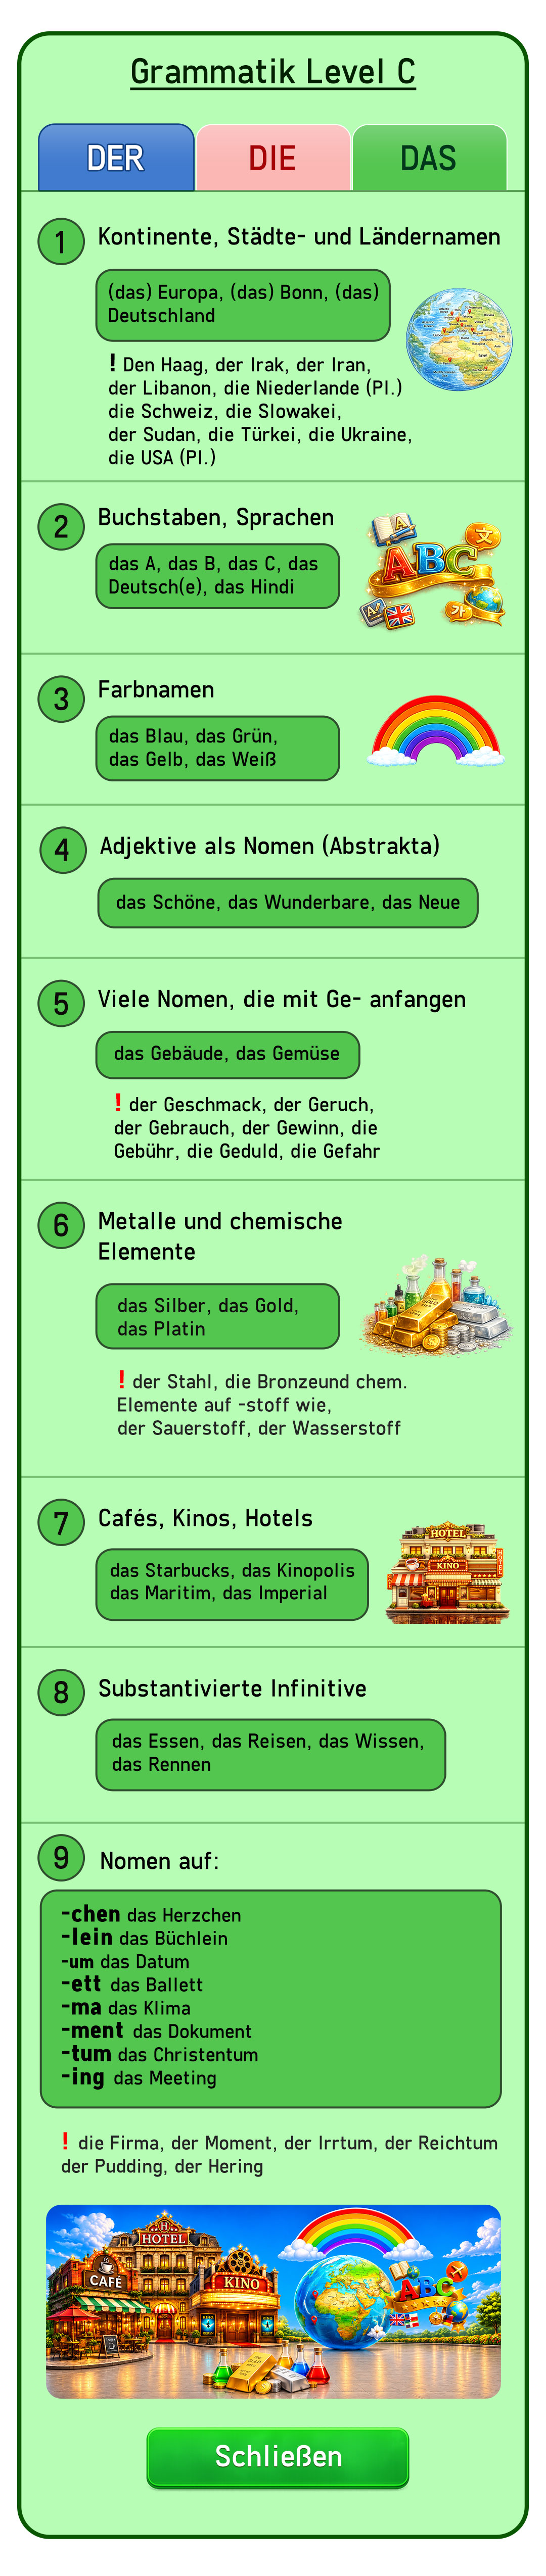 Grammatik Level C
DER
DIE
DAS
1
Kontinente, Städte- und Ländernamen
(das) Europa, (das) Bonn, (das)
Deutschland
! Den Haag, der Irak, der Iran,
der Libanon, die Niederlande (Pl.)
die Schweiz, die Slowakei,
der Sudan, die Türkei, die Ukraine,
die USA (Pl.)
2
Buchstaben, Sprachen
das A, das B, das C, das
Deutsch(e), das Hindi
A
文
ABC
A
가
3
Farbnamen
das Blau, das Grün,
das Gelb, das Weiß
4
Adjektive als Nomen (Abstrakta)
das Schöne, das Wunderbare, das Neue
5
Viele Nomen, die mit Ge- anfangen
das Gebäude, das Gemüse
! der Geschmack, der Geruch,
der Gebrauch, der Gewinn, die
Gebühr, die Geduld, die Gefahr
6
Metalle und chemische
Elemente
das Silber, das Gold,
das Platin
GOLD
! der Stahl, die Bronzeund chem.
Elemente auf -stoff wie,
der Sauerstoff, der Wasserstoff
7
Cafés, Kinos, Hotels
das Starbucks, das Kinopolis
das Maritim, das Imperial
HOTEL
KINO
8
Substantivierte Infinitive
das Essen, das Reisen, das Wissen,
das Rennen
9
Nomen auf:
-chen das Herzchen
-lein das Büchlein
-um das Datum
-ett das Ballett
-ma das Klima
-ment das Dokument
-tum das Christentum
-ing das Meeting
! die Firma, der Moment, der Irrtum, der Reichtum
der Pudding, der Hering
H
HOTEL
CAFÉ
KINO
ABC
Schließen